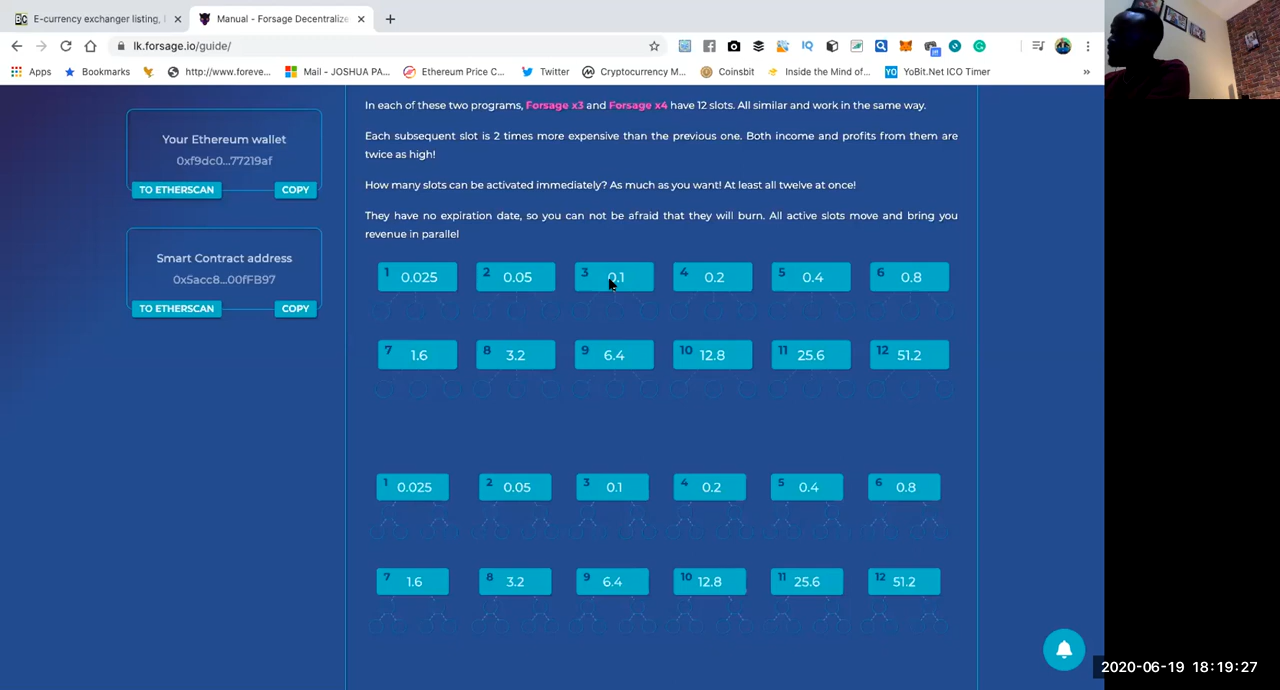 E-currency exchanger listing,
Manual - Forsage Decentralize
lk.forsage.io/guide/
Apps Bookmarks http://www.foreve... Mail - JOSHUA PA... Ethereum Price C... Twitter Cryptocurrency M... Coinsbit Inside the Mind of... YoBit.Net ICO Timer »
Your Ethereum wallet
0xf9dc0...77219af
TO ETHERSCAN COPY
Smart Contract address
0x5acc8...00fFB97
TO ETHERSCAN COPY
In each of these two programs, Forsage x3 and Forsage x4 have 12 slots. All similar and work in the same way.
Each subsequent slot is 2 times more expensive than the previous one. Both income and profits from them are
twice as high!
How many slots can be activated immediately? As much as you want! At least all twelve at once!
They have no expiration date, so you can not be afraid that they will burn. All active slots move and bring you
revenue in parallel
1 0.025 2 0.05 3 0.1 4 0.2 5 0.4 6 0.8
7 1.6 8 3.2 9 6.4 10 12.8 11 25.6 12 51.2
1 0.025 2 0.05 3 0.1 4 0.2 5 0.4 6 0.8
7 1.6 8 3.2 9 6.4 10 12.8 11 25.6 12 51.2
2020-06-19 18:19:27